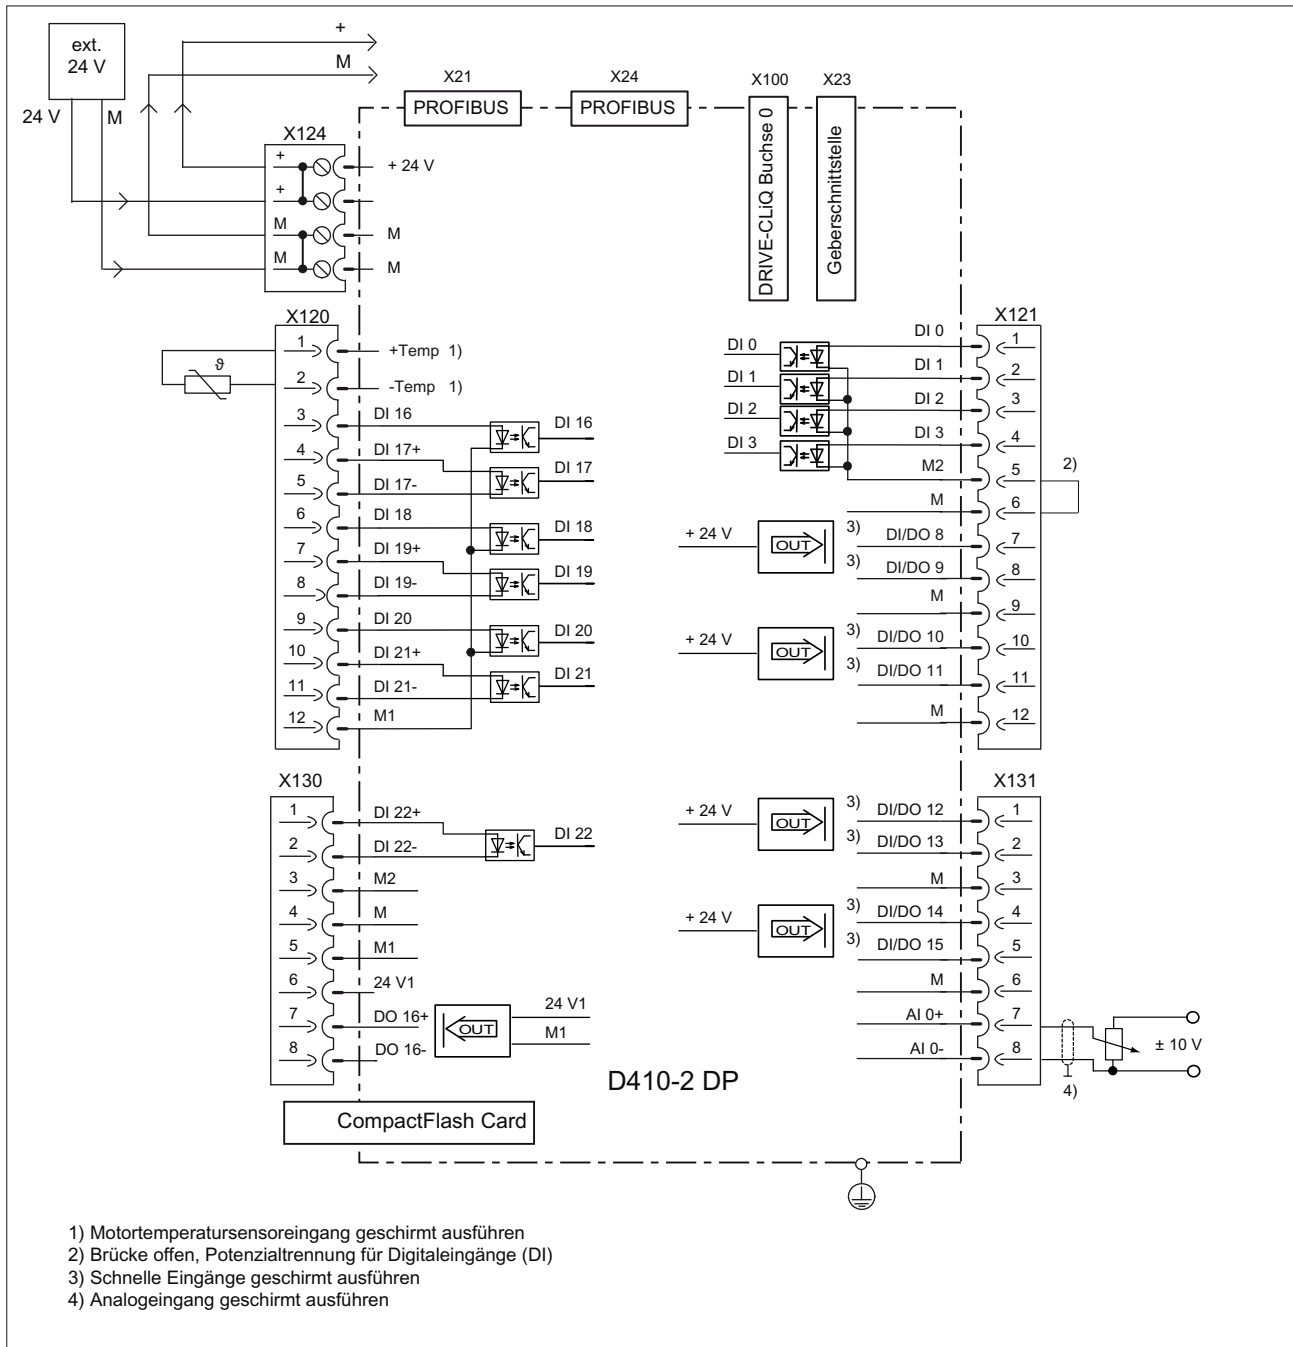 ext.
24 V
+
M
24 V
M
X21
PROFIBUS
X24
PROFIBUS
X100
DRIVE-CLiQ Buchse 0
X23
Geberschnittstelle
X124
+
+ 24 V
+
M
M
M
M
X120
1
+Temp 1)
ϑ
2
-Temp 1)
3
DI 16
DI 16
4
DI 17+
DI 17
5
DI 17-
6
DI 18
DI 18
7
DI 19+
DI 19
8
DI 19-
9
DI 20
DI 20
10
DI 21+
DI 21
11
DI 21-
12
M1
X121
DI 0
DI 0
1
DI 1
DI 1
2
DI 2
DI 2
3
DI 3
DI 3
4
M2
5
2)
M
6
+ 24 V
OUT
3)
DI/DO 8
7
3)
DI/DO 9
8
M
9
+ 24 V
OUT
3)
DI/DO 10
10
3)
DI/DO 11
11
M
12
X130
1
DI 22+
DI 22
2
DI 22-
3
M2
4
M
5
M1
6
24 V1
7
DO 16+
OUT
24 V1
M1
8
DO 16-
X131
+ 24 V
OUT
3)
DI/DO 12
1
3)
DI/DO 13
2
M
3
+ 24 V
OUT
3)
DI/DO 14
4
3)
DI/DO 15
5
M
6
AI 0+
7
AI 0-
8
± 10 V
4)
D410-2 DP
CompactFlash Card
1) Motortemperatursensoreingang geschirmt ausführen
2) Brücke offen, Potenzialtrennung für Digitaleingänge (DI)
3) Schnelle Eingänge geschirmt ausführen
4) Analogeingang geschirmt ausführen